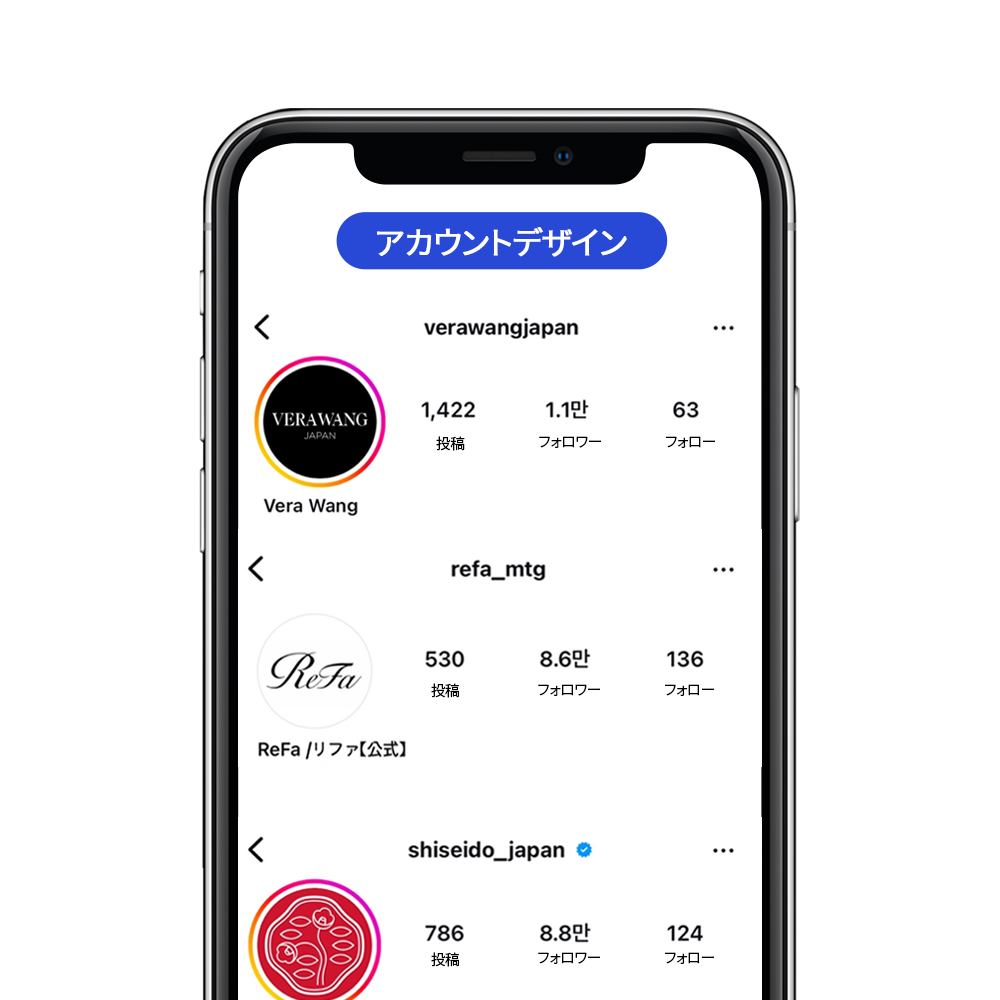 アカウントデザイン
verawangjapan
VERAWANG
JAPAN
1,422 1.1만 63
投稿 フォロワー フォロー
Vera Wang
refa_mtg
ReFa
530 8.6만 136
投稿 フォロワー フォロー
ReFa /リファ【公式】
shiseido_japan
786 8.8만 124
投稿 フォロワー フォロー